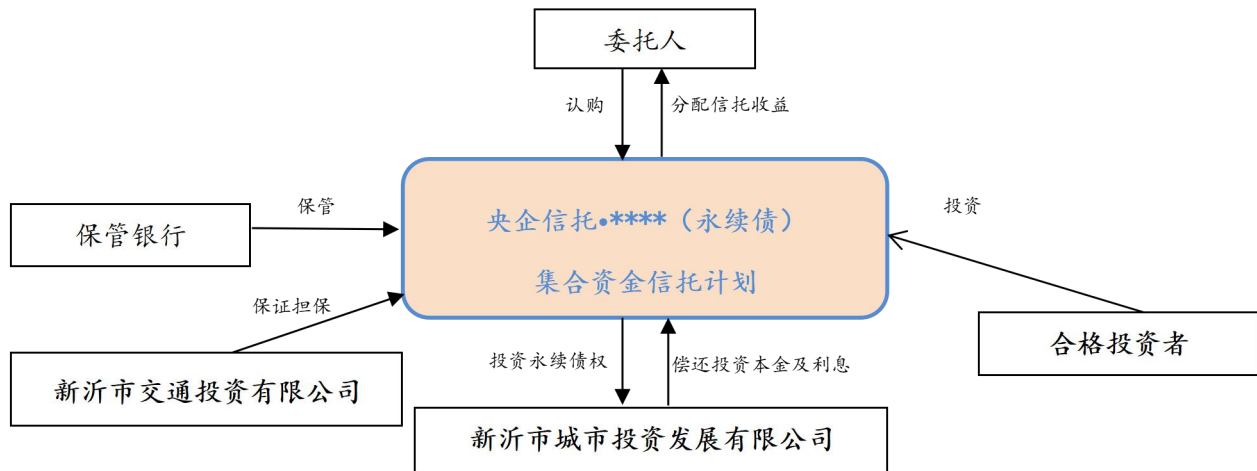 委托人
认购
分配信托收益
保管
投资
保管银行
央企信托•****（永续债）
集合资金信托计划
保证担保
合格投资者
新沂市交通投资有限公司
投资永续债权
偿还投资本金及利息
新沂市城市投资发展有限公司